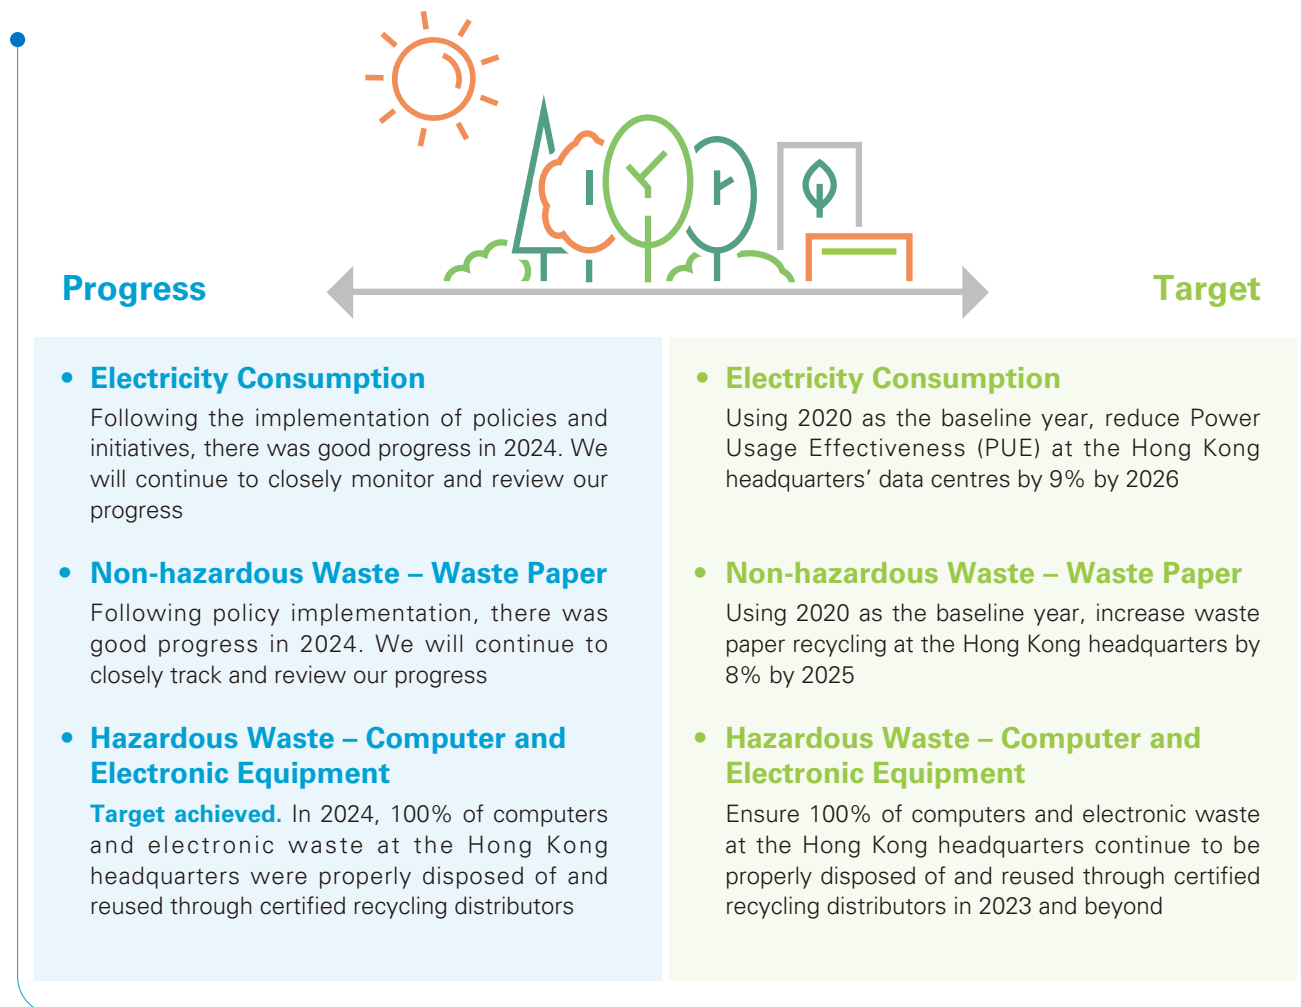 Progress
Target
• Electricity Consumption
Following the implementation of policies and
initiatives, there was good progress in 2024. We
will continue to closely monitor and review our
progress
• Non-hazardous Waste – Waste Paper
Following policy implementation, there was
good progress in 2024. We will continue to
closely track and review our progress
• Hazardous Waste – Computer and
Electronic Equipment
Target achieved. In 2024, 100% of computers
and electronic waste at the Hong Kong
headquarters were properly disposed of and
reused through certified recycling distributors
• Electricity Consumption
Using 2020 as the baseline year, reduce Power
Usage Effectiveness (PUE) at the Hong Kong
headquarters’ data centres by 9% by 2026
• Non-hazardous Waste – Waste Paper
Using 2020 as the baseline year, increase waste
paper recycling at the Hong Kong headquarters by
8% by 2025
• Hazardous Waste – Computer and
Electronic Equipment
Ensure 100% of computers and electronic waste
at the Hong Kong headquarters continue to be
properly disposed of and reused through certified
recycling distributors in 2023 and beyond